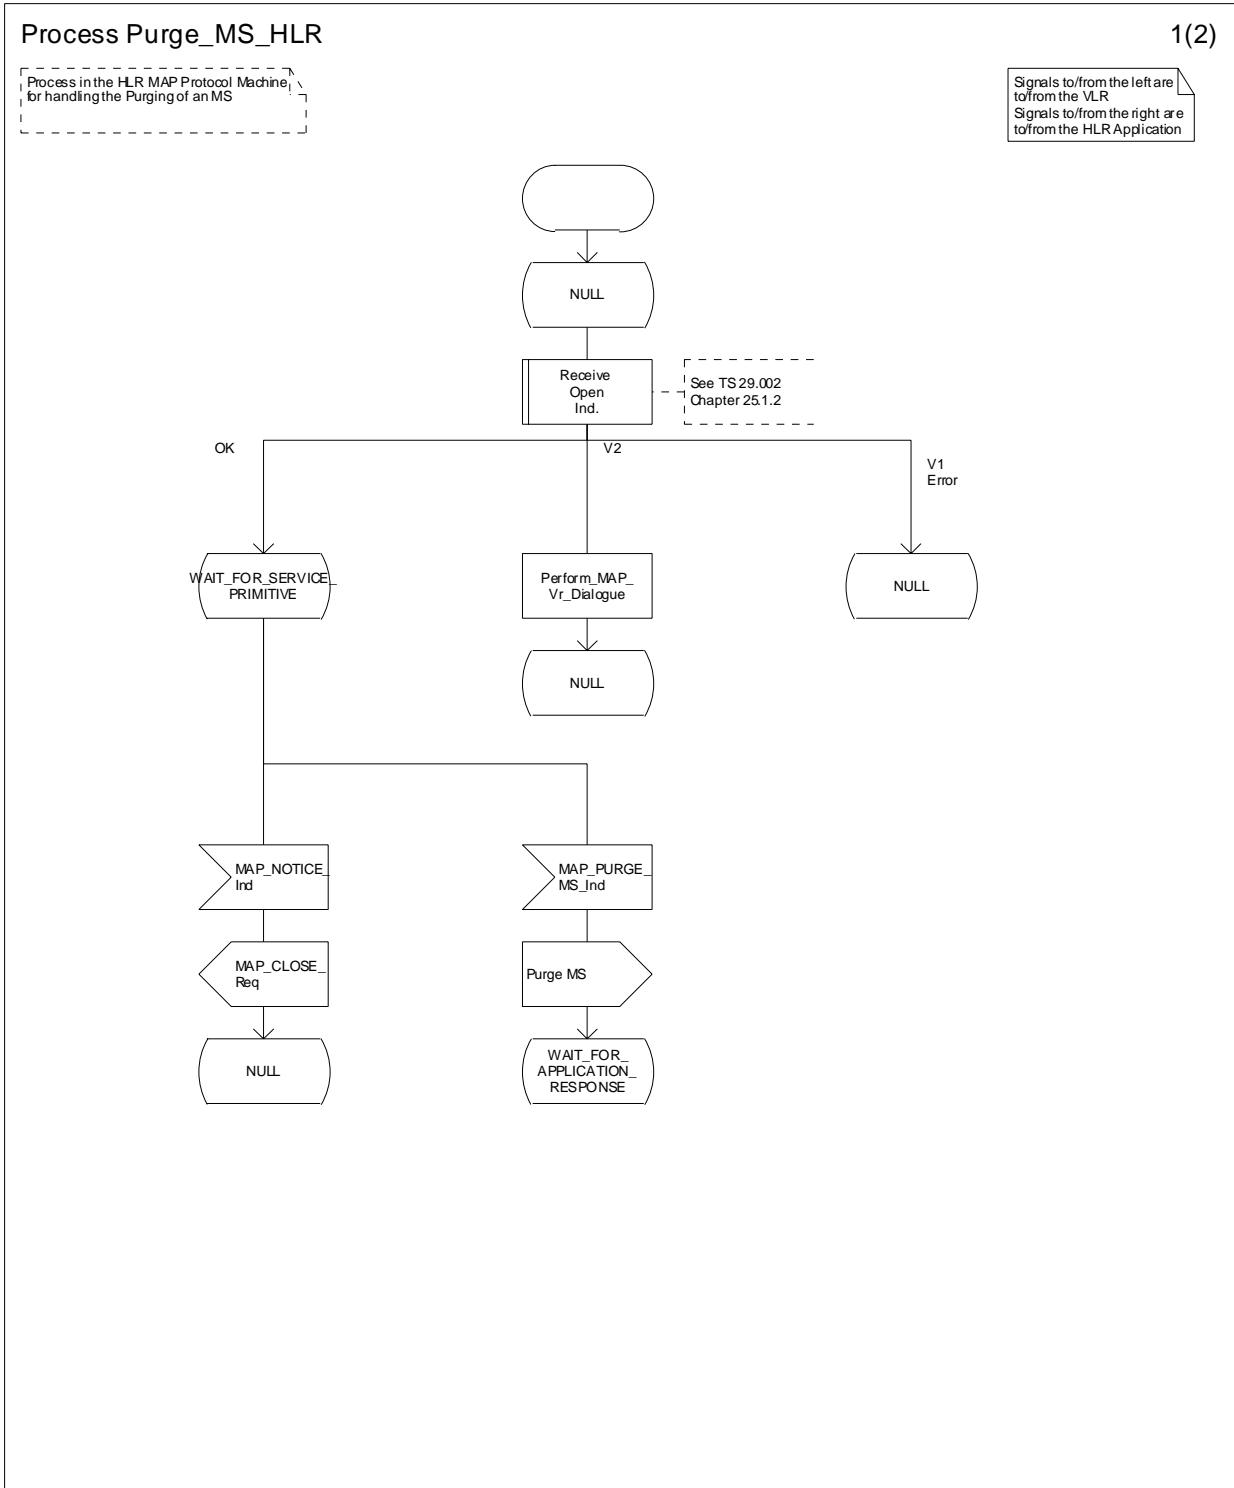 Process Purge_MS_HLR
1(2)
Process in the HLR MAP Protocol Machine
for handling the Purging of an MS
Signals to/from the left are
to/from the VLR
Signals to/from the right are
to/from the HLR Application
NULL
Receive
Open
Ind.
See TS 29.002
Chapter 25.1.2
OK
V2
V1
Error
WAIT_FOR_SERVICE_
PRIMITIVE
Perform_MAP_
Vr_Dialogue
NULL
NULL
MAP_NOTICE_
Ind
MAP_PURGE_
MS_Ind
MAP_CLOSE_
Req
Purge MS
NULL
WAIT_FOR_
APPLICATION_
RESPONSE